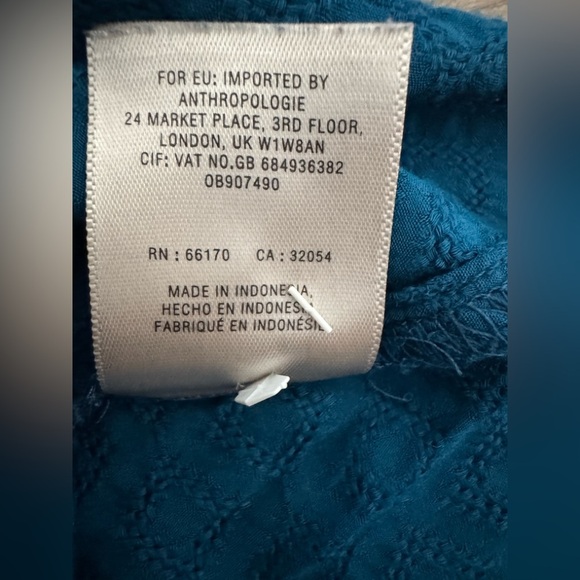 FOR EU: IMPORTED BY
ANTHROPOLOGIE
24 MARKET PLACE, 3RD FLOOR,
LONDON, UK W1W8AN
CIF: VAT NO.GB 684936382
OB907490
RN : 66170 CA : 32054
MADE IN INDONESIA,
HECHO EN INDONESIA
FABRIQUÉ EN INDONÉSIE